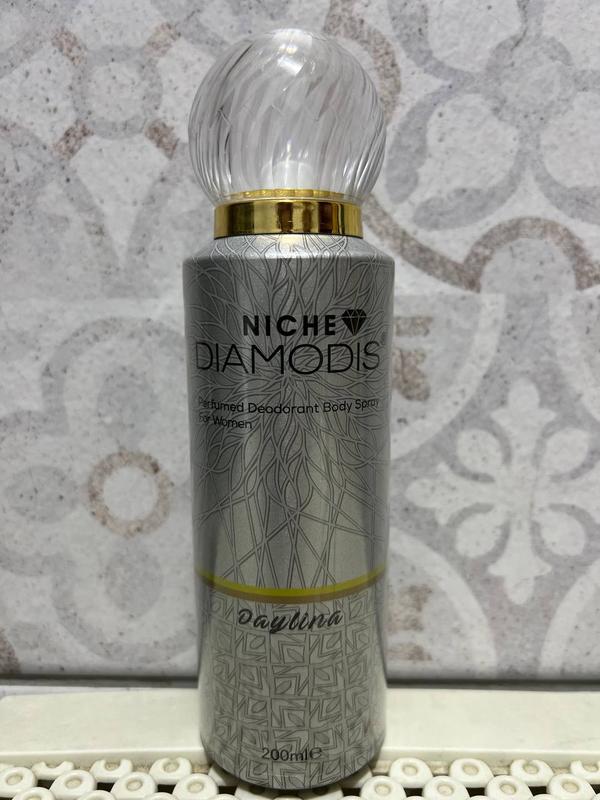 NICHE
DIAMODIS®
Perfumed Deodorant Body Spray
For Women
Daylina
200ml℮